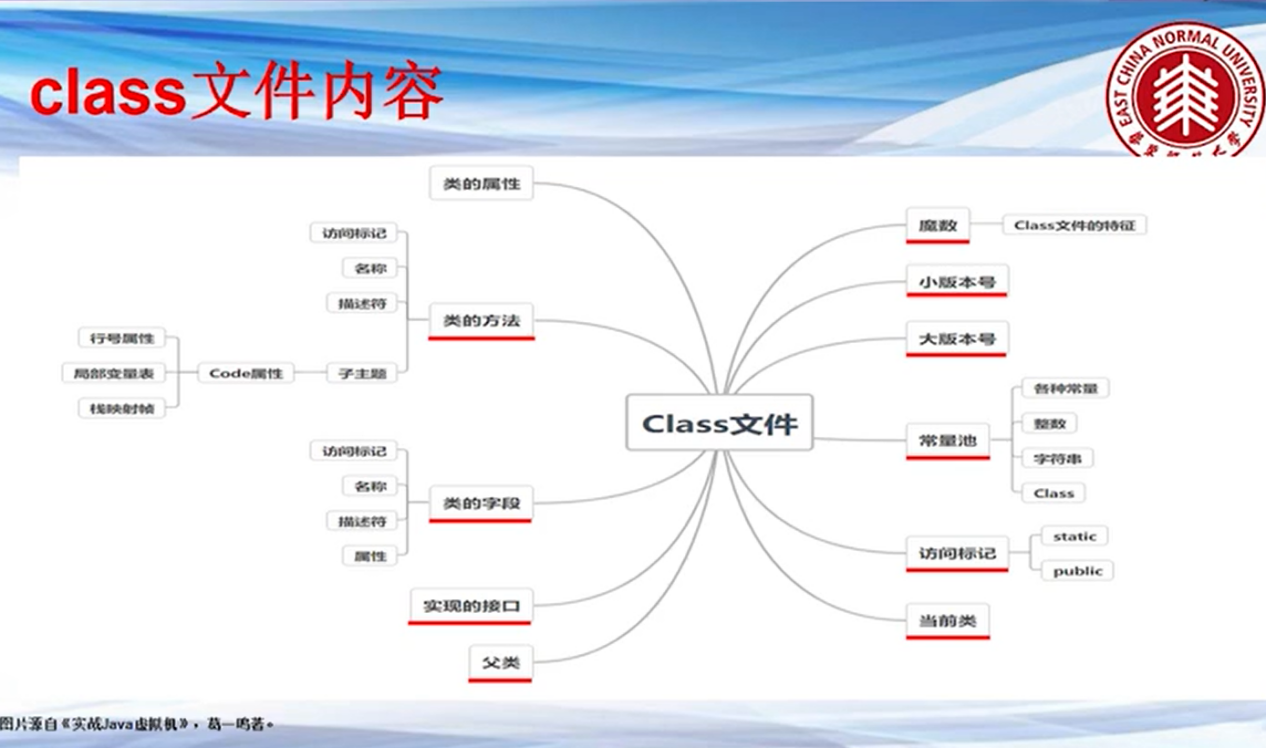 class文件内容
EAST CHINA NORMAL UNIVERSITY
类的属性
访问标记
名称
描述符
类的方法
行号属性
局部变量表
栈映射帧
Code属性
子主题
访问标记
名称
描述符
属性
类的字段
实现的接口
父类
Class文件
魔数
Class文件的特征
小版本号
大版本号
常量池
各种常量
整数
字符串
Class
访问标记
static
public
当前类
图片源自《实战Java虚拟机》，葛一鸣著。